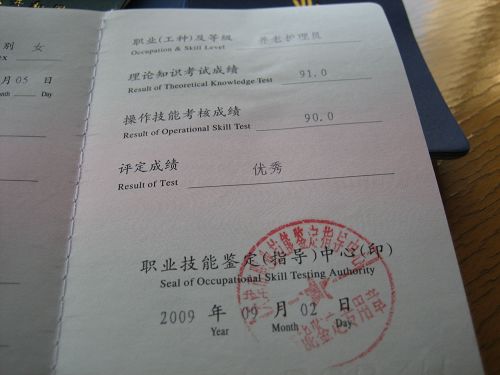 别 女
ex
月 05 日
Month Day
职业(工种)及等级 养老护理员
Occupation & Skill Level
理论知识考试成绩 91.0
Result of Theoretical Knowledge Test
操作技能考核成绩 90.0
Result of Operational Skill Test
评定成绩 优秀
Result of Test
职业技能鉴定(指导)中心(印)
Seal of Occupational Skill Testing Authority
2009 年 09 月 02 日
Year Month Day